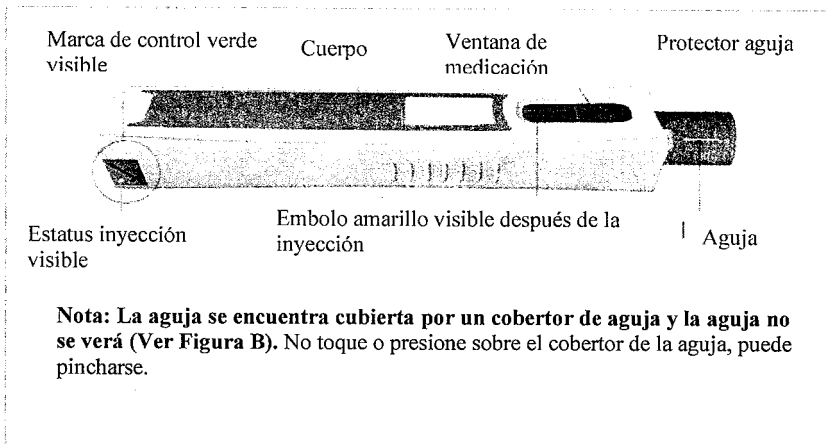 Marca de control verde
visible
Cuerpo
Ventana de
medicación
Protector aguja
Embolo amarillo visible después de la
inyección
Estatus inyección
visible
Aguja
Nota: La aguja se encuentra cubierta por un cobertor de aguja y la aguja no
se verá (Ver Figura B). No toque o presione sobre el cobertor de la aguja, puede
pincharse.